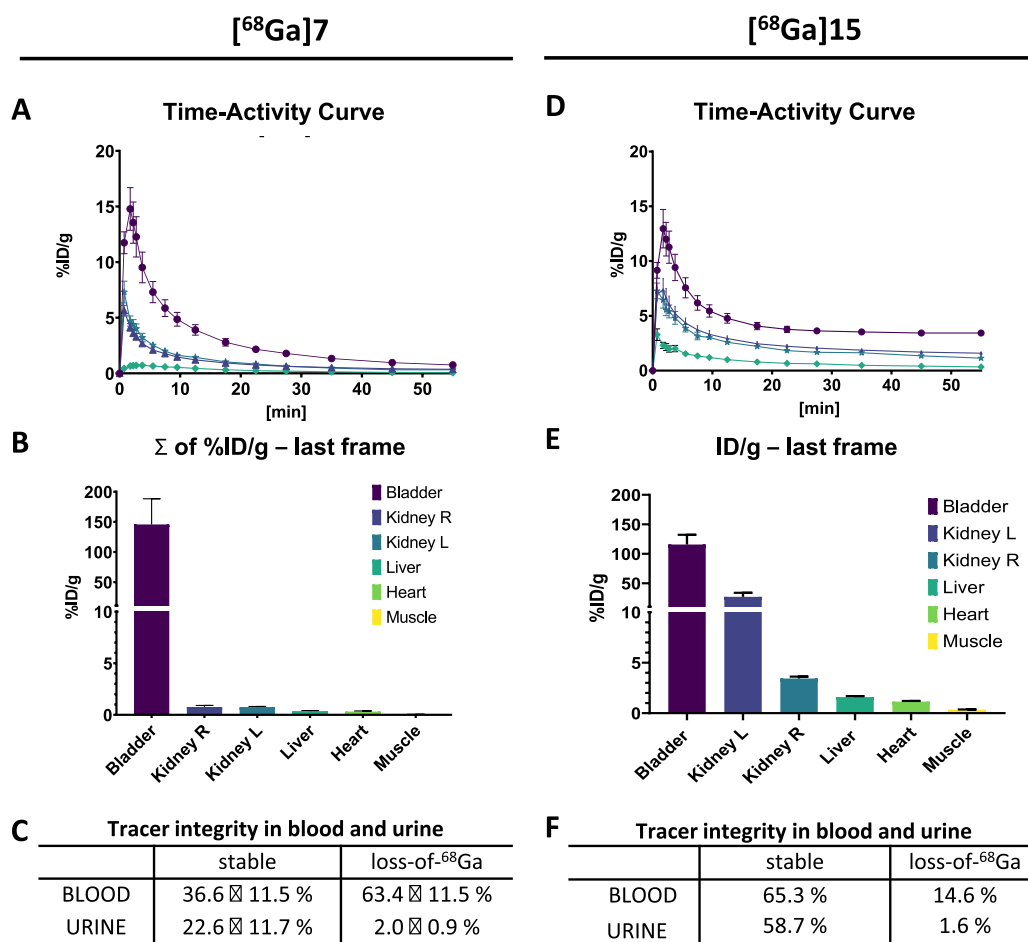 [⁶⁸Ga]7
[⁶⁸Ga]15
A
Time-Activity Curve
%ID/g
20
15
10
5
0
0 10 20 30 40 50
[min]
D
Time-Activity Curve
%ID/g
20
15
10
5
0
0 10 20 30 40 50
[min]
B
Σ of %ID/g – last frame
%ID/g
200
150
100
50
10
5
0
Bladder
Kidney R
Kidney L
Liver
Heart
Muscle
Bladder
Kidney R
Kidney L
Liver
Heart
Muscle
E
ID/g – last frame
%ID/g
200
150
100
50
10
5
0
Bladder
Kidney L
Kidney R
Liver
Heart
Muscle
Bladder
Kidney L
Kidney R
Liver
Heart
Muscle
C
Tracer integrity in blood and urine
stable loss-of-⁶⁸Ga
BLOOD 36.6 11.5 % 63.4 11.5 %
URINE 22.6 11.7 % 2.0 0.9 %
F
Tracer integrity in blood and urine
stable loss-of-⁶⁸Ga
BLOOD 65.3 % 14.6 %
URINE 58.7 % 1.6 %